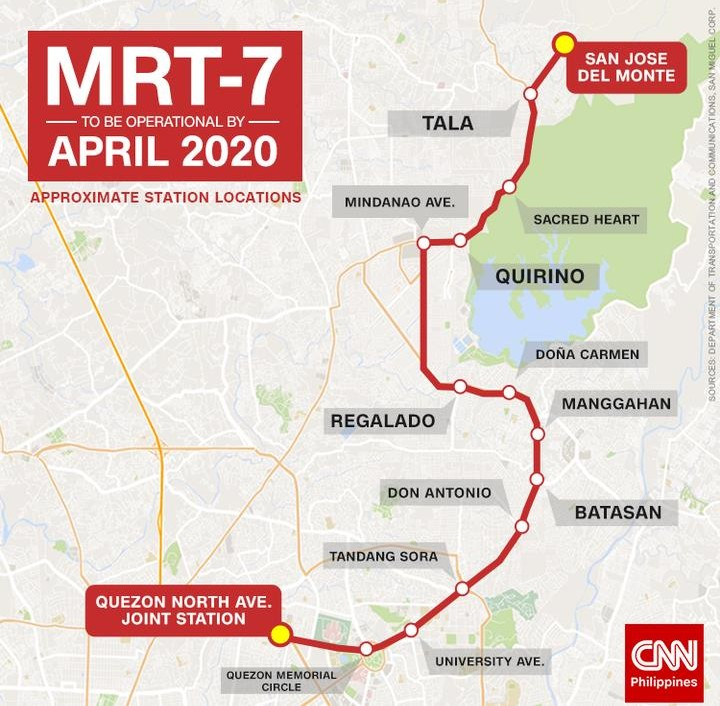 MRT-7
TO BE OPERATIONAL BY
APRIL 2020
APPROXIMATE STATION LOCATIONS
SAN JOSE
DEL MONTE
TALA
MINDANAO AVE.
SACRED HEART
QUIRINO
DOÑA CARMEN
MANGGAHAN
REGALADO
DON ANTONIO
BATASAN
TANDANG SORA
QUEZON NORTH AVE.
JOINT STATION
UNIVERSITY AVE.
QUEZON MEMORIAL
CIRCLE
CNN
Philippines
SOURCES: DEPARTMENT OF TRANSPORTATION AND COMMUNICATIONS, SAN MIGUEL CORP.